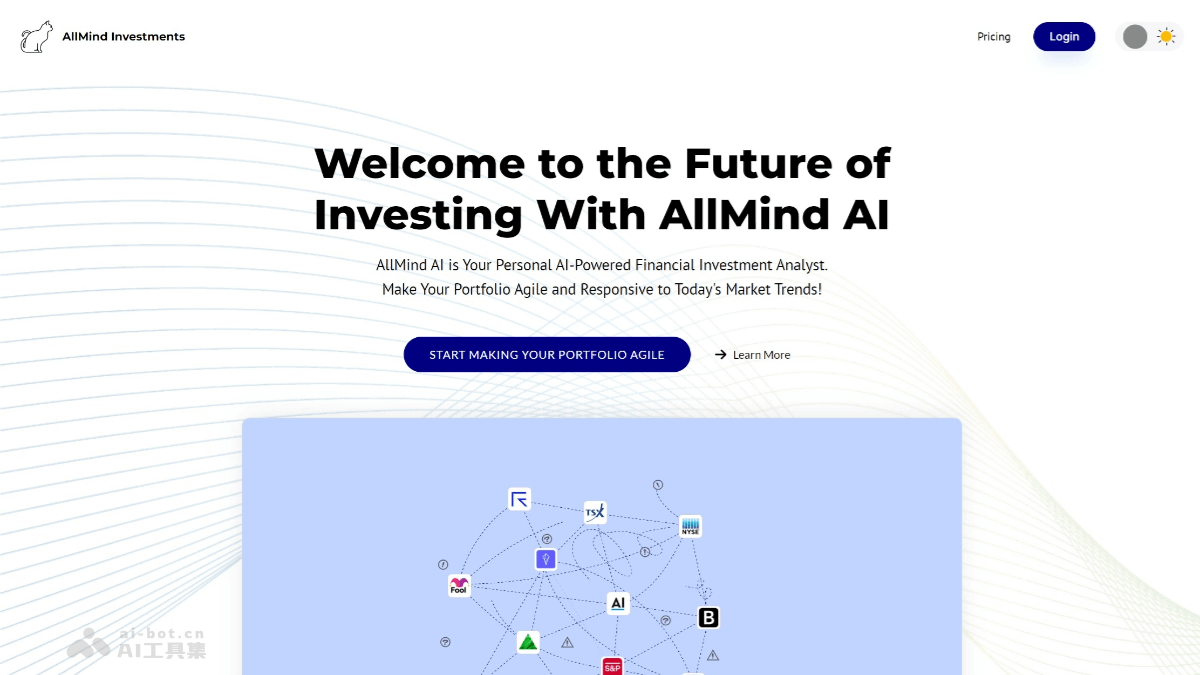 AllMind Investments
Pricing
Login
Welcome to the Future of
Investing With AllMind AI
AllMind AI is Your Personal AI-Powered Financial Investment Analyst.
Make Your Portfolio Agile and Responsive to Today's Market Trends!
START MAKING YOUR PORTFOLIO AGILE
Learn More
TSX
NYSE
Fool
AI
B
S&P
ai-bot.cn
AI工具集